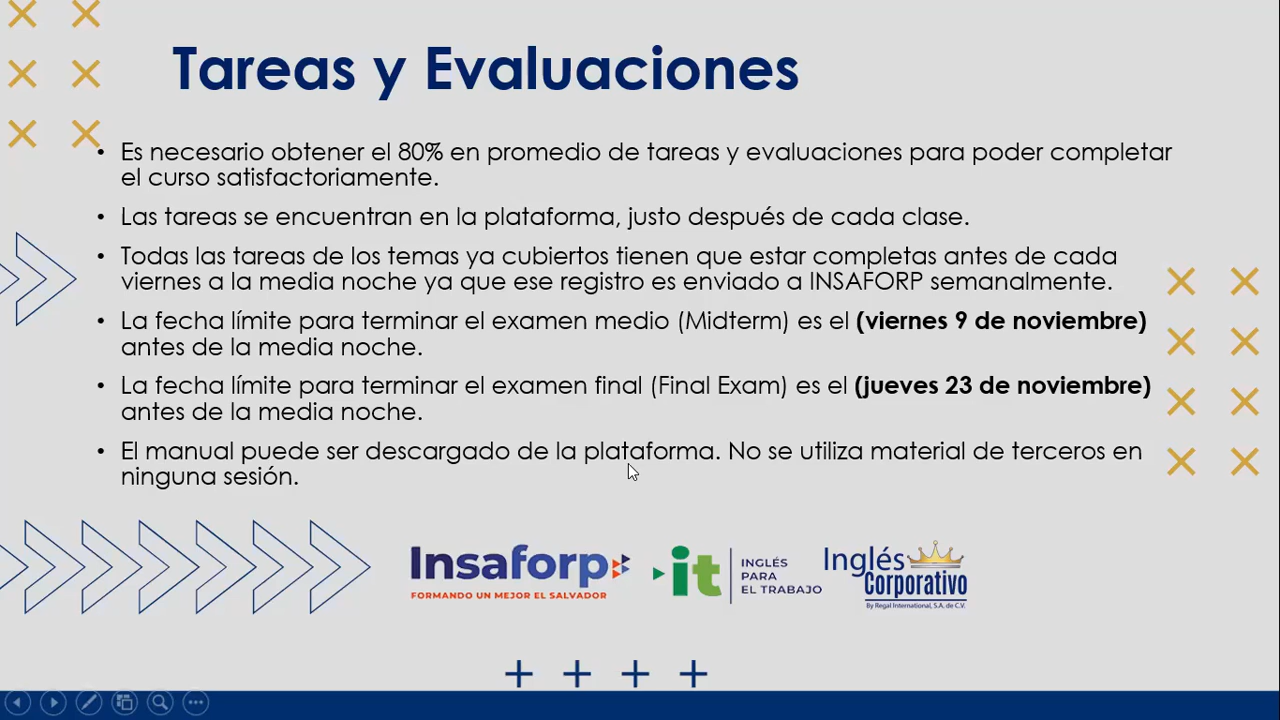 Tareas y Evaluaciones
• Es necesario obtener el 80% en promedio de tareas y evaluaciones para poder completar
el curso satisfactoriamente.
• Las tareas se encuentran en la plataforma, justo después de cada clase.
• Todas las tareas de los temas ya cubiertos tienen que estar completas antes de cada
viernes a la media noche ya que ese registro es enviado a INSAFORP semanalmente.
• La fecha límite para terminar el examen medio (Midterm) es el (viernes 9 de noviembre)
antes de la media noche.
• La fecha límite para terminar el examen final (Final Exam) es el (jueves 23 de noviembre)
antes de la media noche.
• El manual puede ser descargado de la plataforma. No se utiliza material de terceros en
ninguna sesión.
Insaforp
FORMANDO UN MEJOR EL SALVADOR
it
INGLÉS
PARA
EL TRABAJO
Inglés
Corporativo
By Regal International, S.A. de C.V.